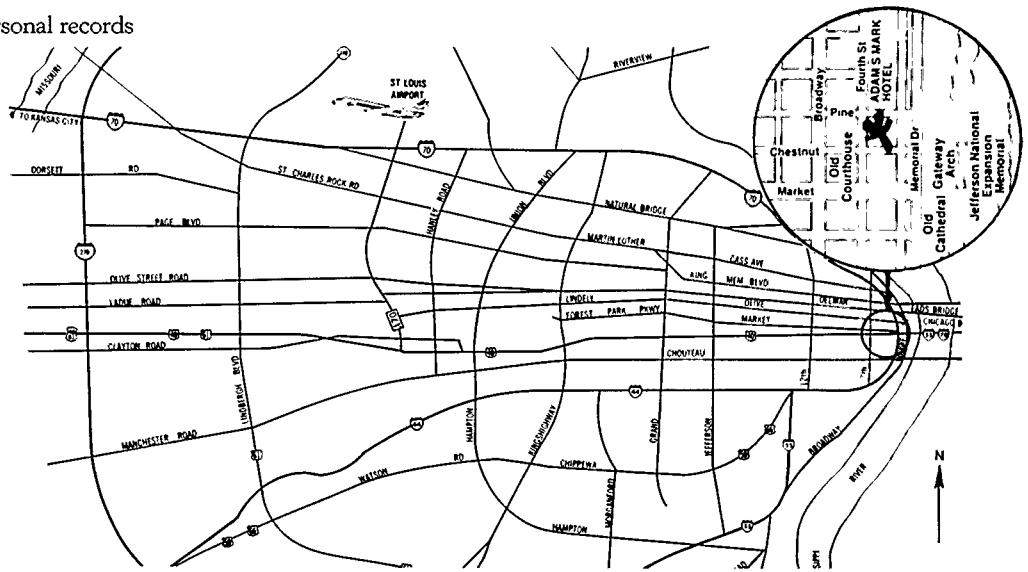 rsonal records
MISSOURI
TO KANSAS CITY
70
ST LOUIS
AIRPORT
70
RIVERVIEW
DORSETT RD
ST CHARLES ROCK RD
HANLEY ROAD
UNION BLVD
NATURAL BRIDGE
70
PAGE BLVD
MARTIN LUTHER
KING MEM BLVD
CASS AVE
OLIVE STREET ROAD
LADUE ROAD
LINDELL
FOREST PARK PKWY
OLIVE
DELMAR
MARKET
EADS BRIDGE
170
CLAYTON ROAD
CHOUTEAU
LINDBERGH BLVD
MANCHESTER ROAD
44
44
HAMPTON
KINGSHIGHWAY
GRAND
JEFFERSON
12th
BROADWAY
WATSON RD
CHIPPEWA
MORGANFORD
HAMPTON
55
RIVER
N
Broadway
Fourth St
ADAM S MARK
HOTEL
Pine
Chestnut
Old
Courthouse
Market
Memorial Dr
Old
Cathedral
Gateway
Arch
Jefferson National
Expansion
Memorial